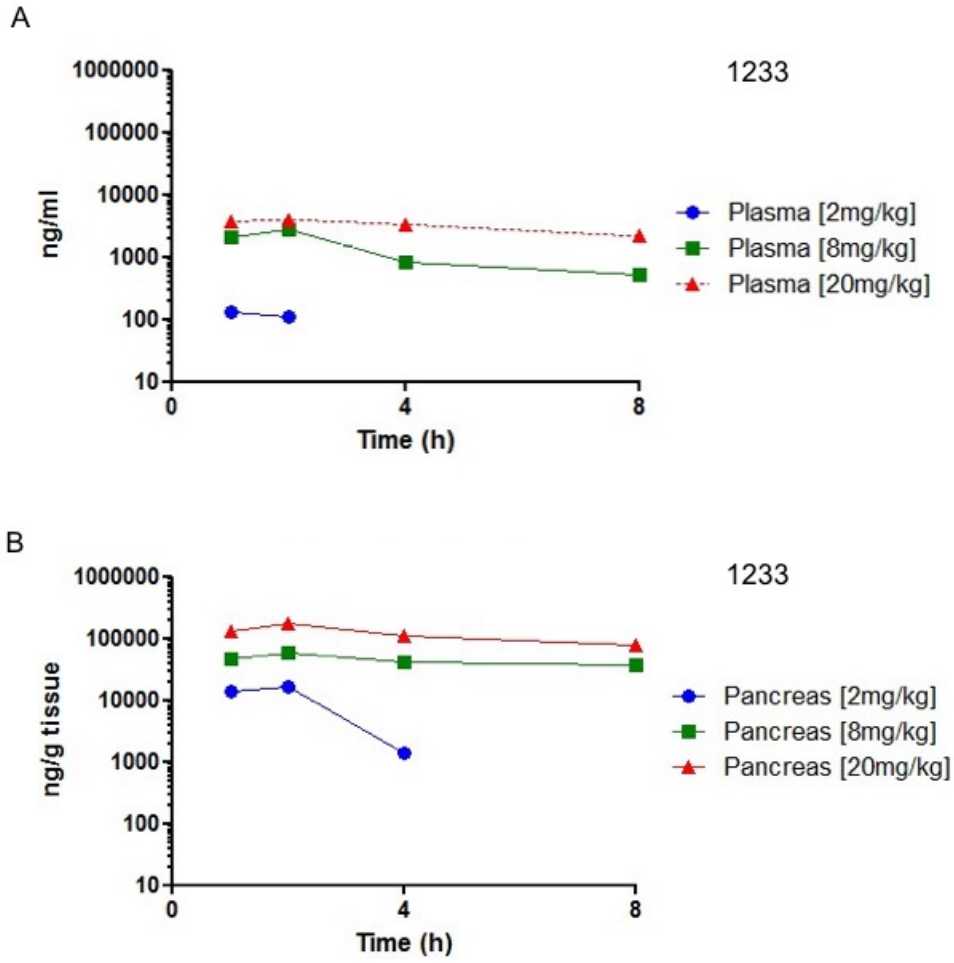 A
1233
1000000
100000
10000
1000
100
10
ng/ml
0
4
8
Time (h)
Plasma [2mg/kg]
Plasma [8mg/kg]
Plasma [20mg/kg]
B
1233
1000000
100000
10000
1000
100
10
ng/g tissue
0
4
8
Time (h)
Pancreas [2mg/kg]
Pancreas [8mg/kg]
Pancreas [20mg/kg]